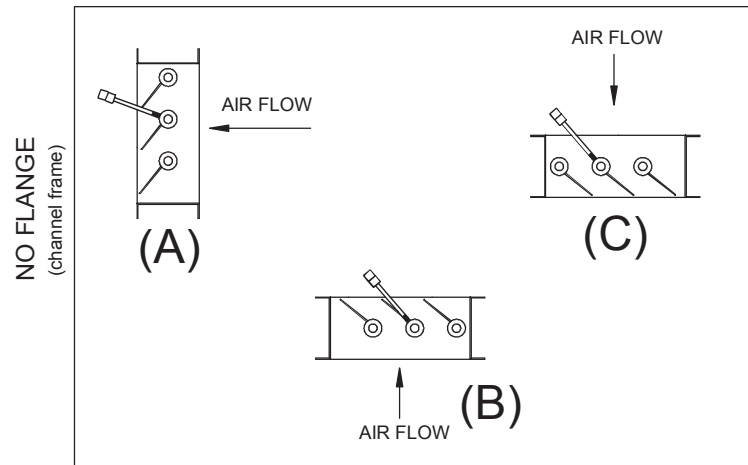 NO FLANGE
(channel frame)
AIR FLOW
(A)
AIR FLOW
(C)
(B)
AIR FLOW